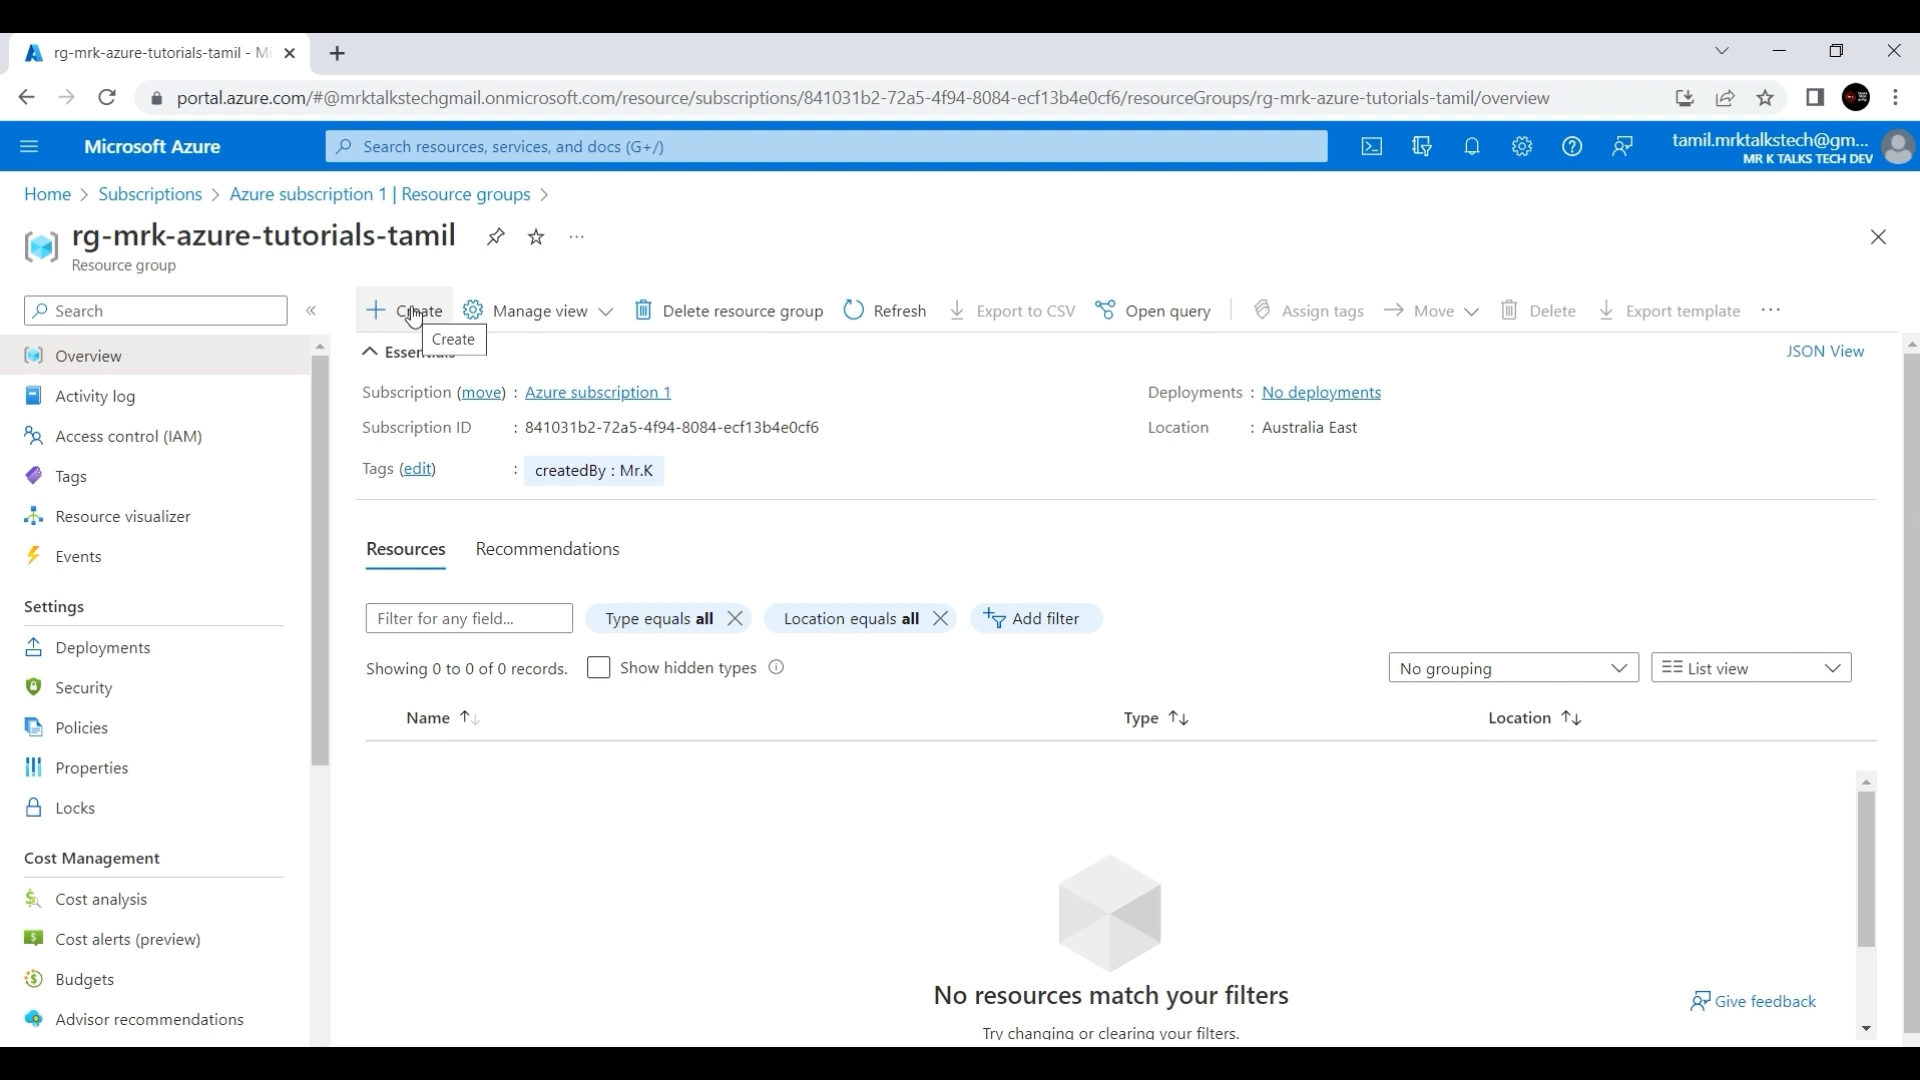 rg-mrk-azure-tutorials-tamil - Mi
portal.azure.com/#@mrktalkstechgmail.onmicrosoft.com/resource/subscriptions/841031b2-72a5-4f94-8084-ecf13b4e0cf6/resourceGroups/rg-mrk-azure-tutorials-tamil/overview
Microsoft Azure
Search resources, services, and docs (G+/)
tamil.mrktalkstech@gm...
MR K TALKS TECH DEV
Home > Subscriptions > Azure subscription 1 | Resource groups >
rg-mrk-azure-tutorials-tamil
Resource group
Search
Create
Manage view
Delete resource group
Refresh
Export to CSV
Open query
Assign tags
Move
Delete
Export template
Create
Essentials
JSON View
Overview
Activity log
Access control (IAM)
Tags
Resource visualizer
Events
Settings
Deployments
Security
Policies
Properties
Locks
Cost Management
Cost analysis
Cost alerts (preview)
Budgets
Advisor recommendations
Subscription (move) : Azure subscription 1
Deployments : No deployments
Subscription ID : 841031b2-72a5-4f94-8084-ecf13b4e0cf6
Location : Australia East
Tags (edit) : createdBy : Mr.K
Resources
Recommendations
Filter for any field...
Type equals all
Location equals all
Add filter
Showing 0 to 0 of 0 records.
Show hidden types
No grouping
List view
Name
Type
Location
No resources match your filters
Try changing or clearing your filters.
Give feedback